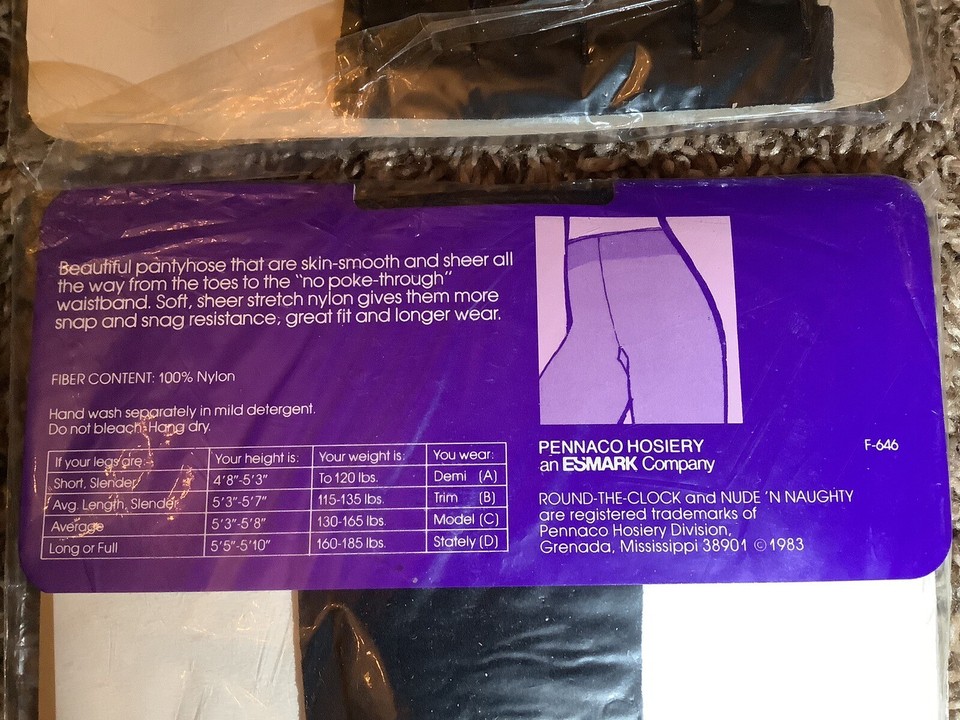 Beautiful pantyhose that are skin-smooth and sheer all
the way from the toes to the "no poke-through"
waistband. Soft, sheer stretch nylon gives them more
snap and snag resistance, great fit and longer wear.
FIBER CONTENT: 100% Nylon
Hand wash separately in mild detergent.
Do not bleach. Hang dry.
If your legs are: Your height is: Your weight is: You wear:
Short, Slender 4'8"-5'3" To 120 lbs. Demi (A)
Avg. Length, Slender 5'3"-5'7" 115-135 lbs. Trim (B)
Average 5'3"-5'8" 130-165 lbs. Model (C)
Long or Full 5'5"-5'10" 160-185 lbs. Stately (D)
PENNACO HOSIERY F-646
an ESMARK Company
ROUND-THE-CLOCK and NUDE 'N NAUGHTY
are registered trademarks of
Pennaco Hosiery Division,
Grenada, Mississippi 38901 ©1983